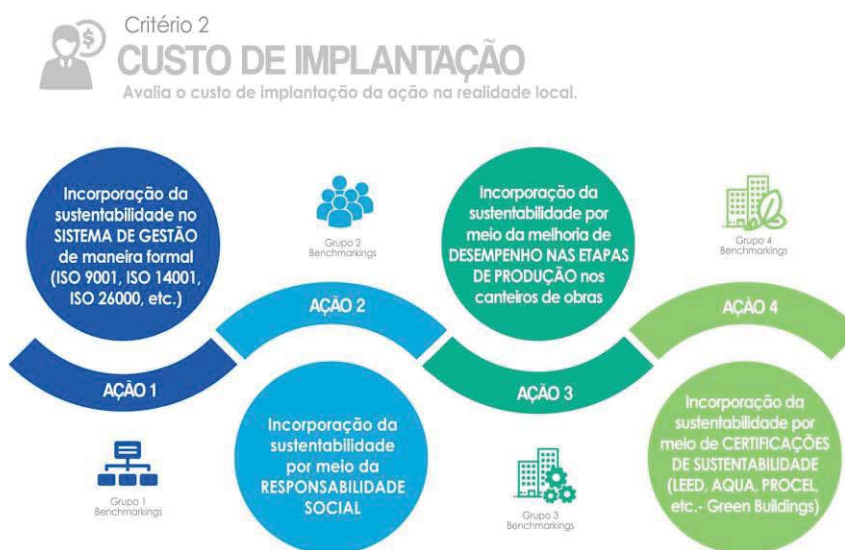 Critério 2
CUSTO DE IMPLANTAÇÃO
Avalia o custo de implantação da ação na realidade local.
Incorporação da
sustentabilidade no
SISTEMA DE GESTÃO
de maneira formal
(ISO 9001, ISO 14001,
ISO 26000, etc.)
AÇÃO 1
Grupo 1
Benchmarkings
Grupo 2
Benchmarkings
AÇÃO 2
Incorporação da
sustentabilidade
por meio da
RESPONSABILIDADE
SOCIAL
Incorporação da
sustentabilidade por
meio da melhoria de
DESEMPENHO NAS ETAPAS
DE PRODUÇÃO nos
canteiros de obras
AÇÃO 3
Grupo 3
Benchmarkings
Grupo 4
Benchmarkings
AÇÃO 4
Incorporação da
sustentabilidade por
meio de CERTIFICAÇÕES
DE SUSTENTABILIDADE
(LEED, AQUA, PROCEL,
etc.- Green Buildings)